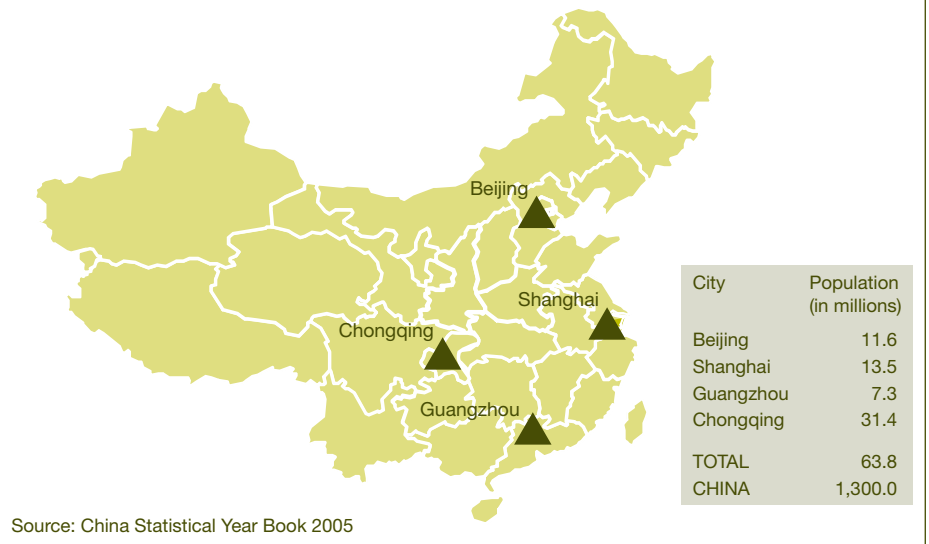 Beijing
Shanghai
Chongqing
Guangzhou
City Population
(in millions)
Beijing 11.6
Shanghai 13.5
Guangzhou 7.3
Chongqing 31.4
TOTAL 63.8
CHINA 1,300.0
Source: China Statistical Year Book 2005